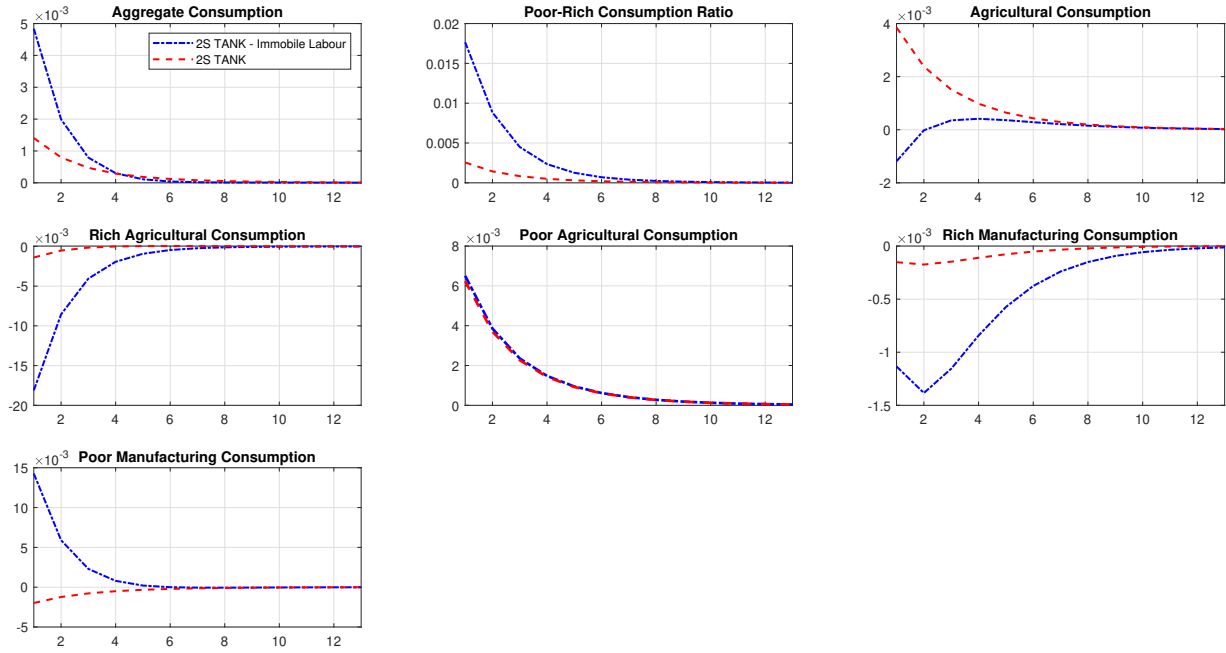 Aggregate Consumption
×10⁻³
5
4
3
2
1
0
2 4 6 8 10 12
2S TANK - Immobile Labour
2S TANK
Poor-Rich Consumption Ratio
0.02
0.015
0.01
0.005
0
2 4 6 8 10 12
Agricultural Consumption
×10⁻³
4
2
0
-2
2 4 6 8 10 12
Rich Agricultural Consumption
×10⁻³
0
-5
-10
-15
-20
2 4 6 8 10 12
Poor Agricultural Consumption
×10⁻³
8
6
4
2
0
2 4 6 8 10 12
Rich Manufacturing Consumption
×10⁻³
0
-0.5
-1
-1.5
2 4 6 8 10 12
Poor Manufacturing Consumption
×10⁻³
15
10
5
0
-5
2 4 6 8 10 12